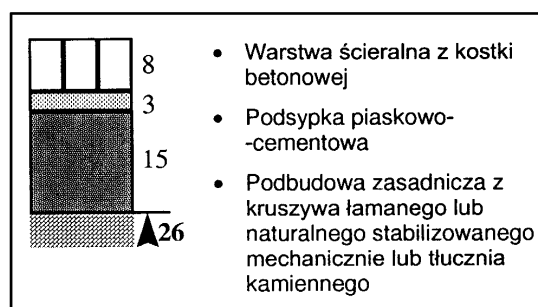 8
3
15
26
• Warstwa ścieralna z kostki
betonowej
• Podsypka piaskowo-
-cementowa
• Podbudowa zasadnicza z
kruszywa łamanego lub
naturalnego stabilizowanego
mechanicznie lub tłucznia
kamiennego